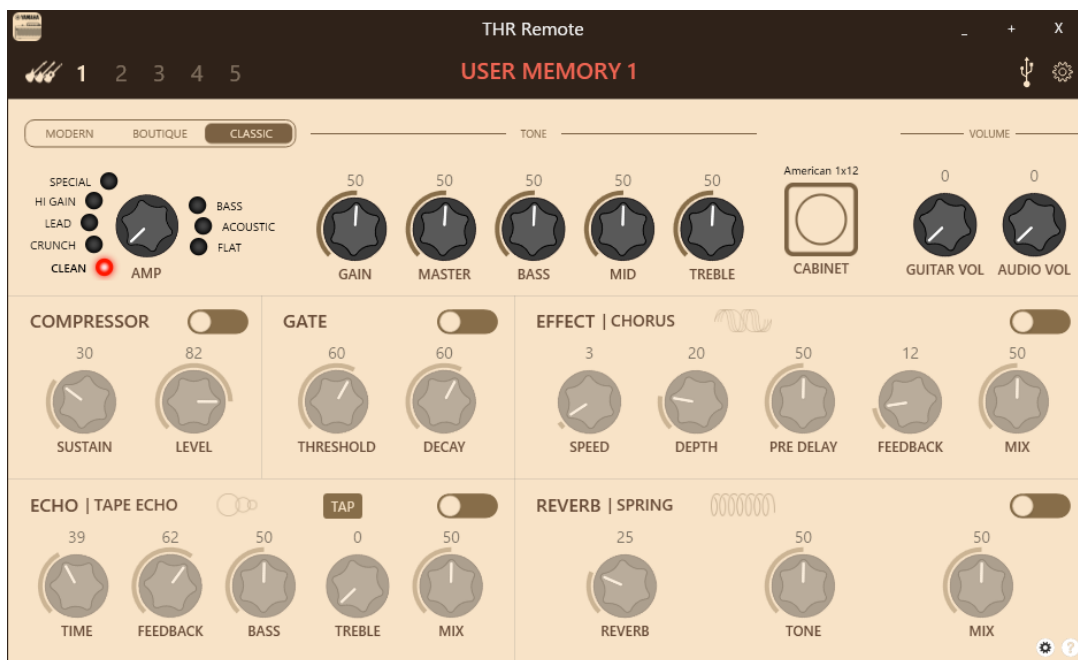 YAMAHA
THR Remote
_ + X
1 2 3 4 5
USER MEMORY 1
MODERN BOUTIQUE CLASSIC
TONE
VOLUME
SPECIAL
HI GAIN
LEAD
CRUNCH
CLEAN
AMP
BASS
ACOUSTIC
FLAT
50 50 50 50 50
GAIN MASTER BASS MID TREBLE
American 1x12
CABINET
0 0
GUITAR VOL AUDIO VOL
COMPRESSOR
30 82
SUSTAIN LEVEL
GATE
60 60
THRESHOLD DECAY
EFFECT | CHORUS
3 20 50 12 50
SPEED DEPTH PRE DELAY FEEDBACK MIX
ECHO | TAPE ECHO
TAP
39 62 50 0 50
TIME FEEDBACK BASS TREBLE MIX
REVERB | SPRING
25 50 50
REVERB TONE MIX
?